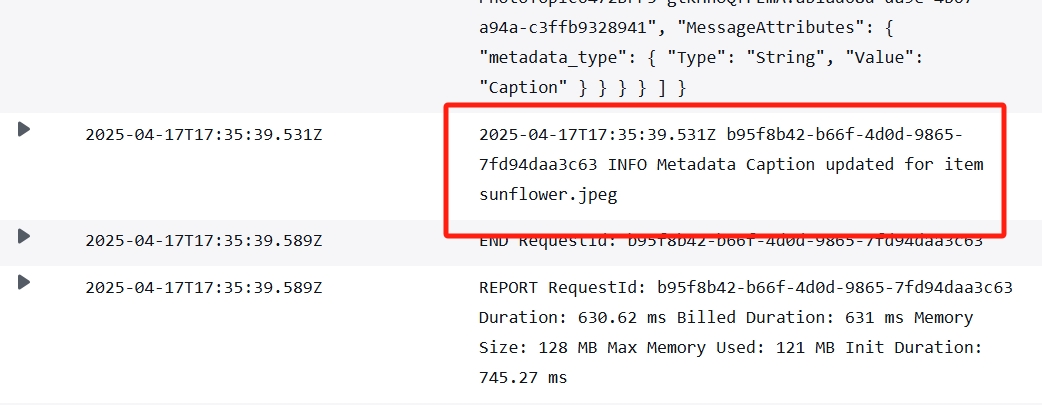 a94a-c3ffb9328941", "MessageAttributes": {
"metadata_type": { "Type": "String", "Value":
"Caption" } } } } ] }
2025-04-17T17:35:39.531Z 2025-04-17T17:35:39.531Z b95f8b42-b66f-4d0d-9865-
7fd94daa3c63 INFO Metadata Caption updated for item
sunflower.jpeg
2025-04-17T17:35:39.589Z END RequestId: b95f8b42-b66f-4d0d-9865-7fd94daa3c63
2025-04-17T17:35:39.589Z REPORT RequestId: b95f8b42-b66f-4d0d-9865-7fd94daa3c63
Duration: 630.62 ms Billed Duration: 631 ms Memory
Size: 128 MB Max Memory Used: 121 MB Init Duration:
745.27 ms